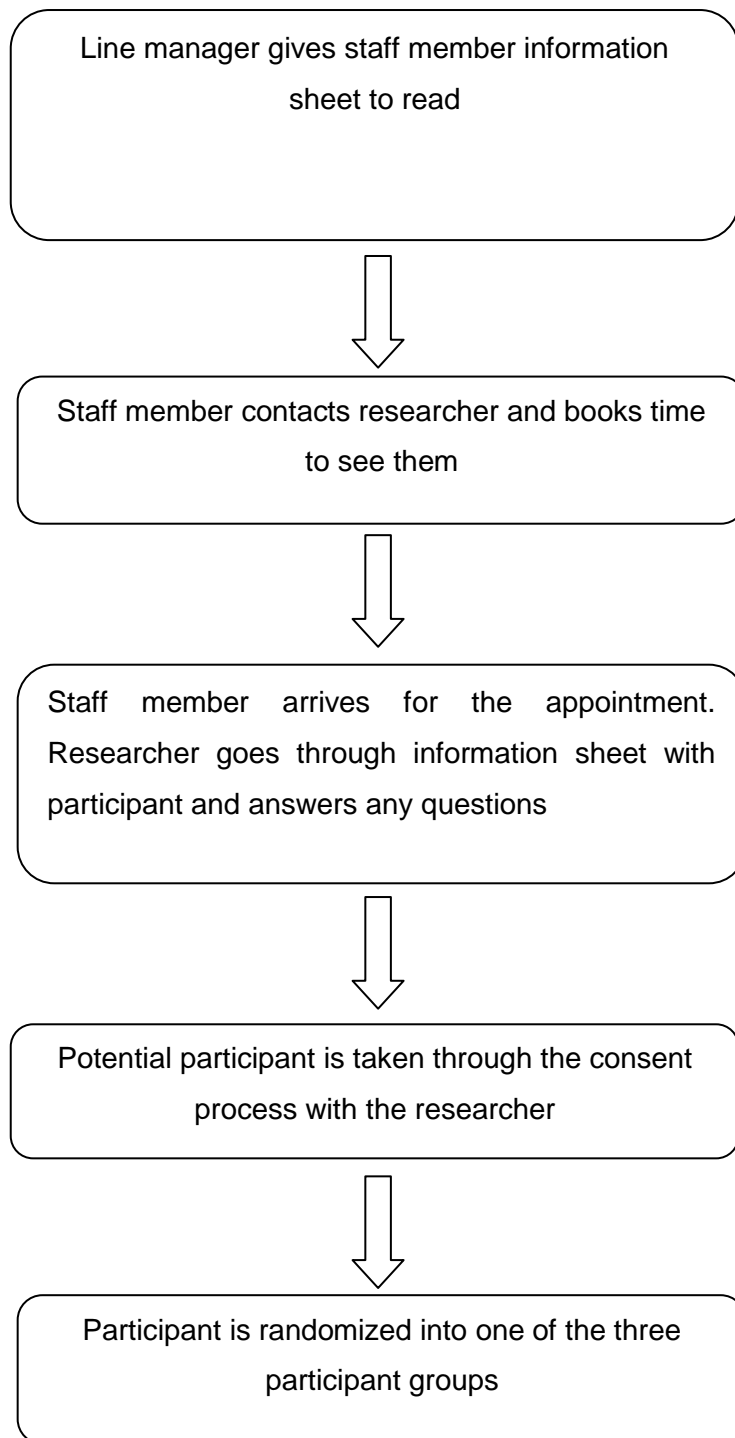 Line manager gives staff member information
sheet to read
Staff member contacts researcher and books time
to see them
Staff member arrives for the appointment.
Researcher goes through information sheet with
participant and answers any questions
Potential participant is taken through the consent
process with the researcher
Participant is randomized into one of the three
participant groups